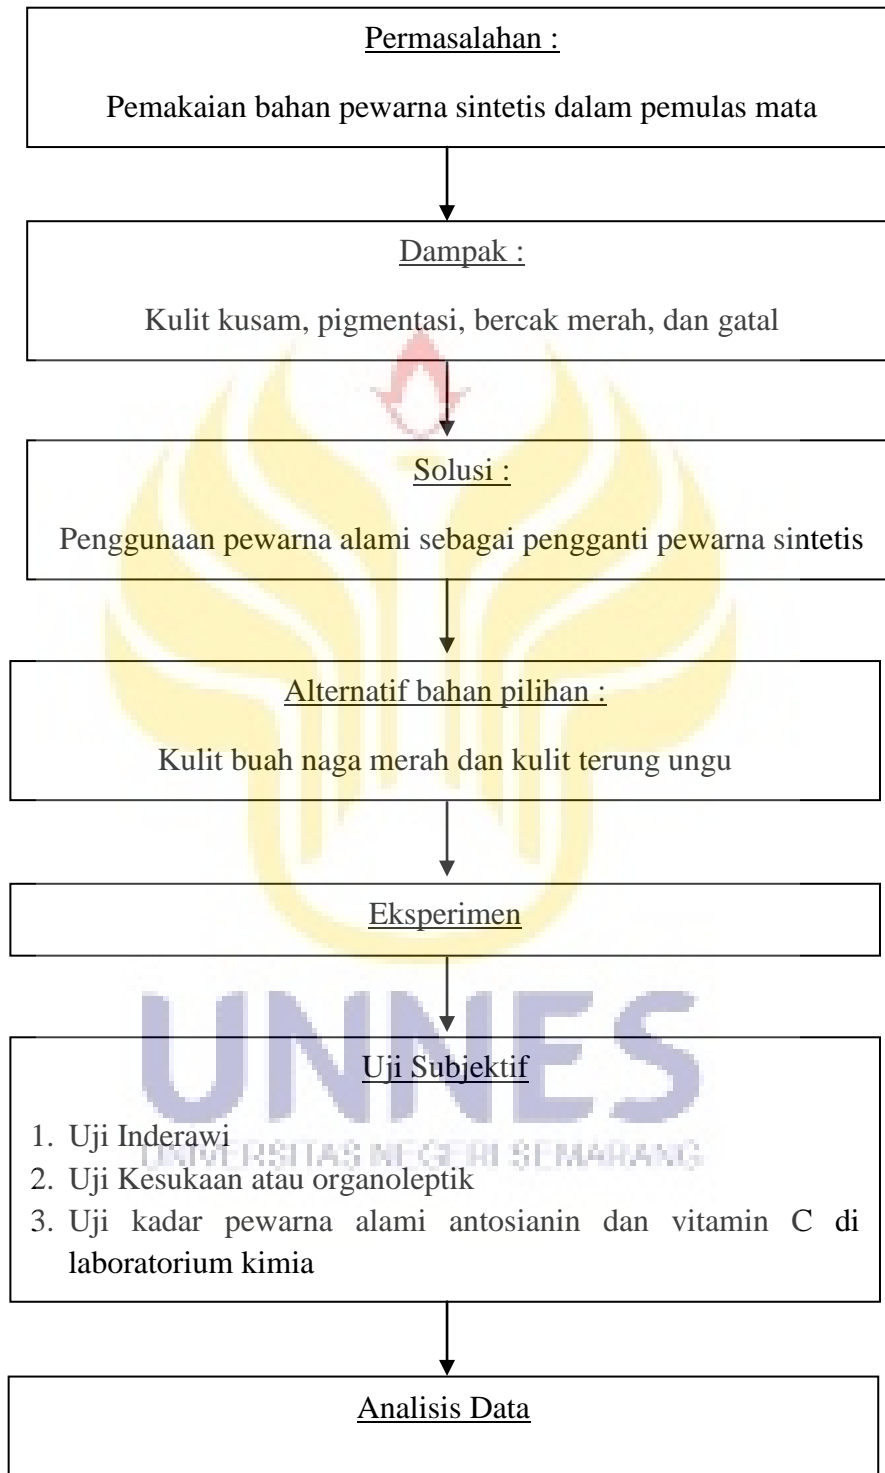 Permasalahan :
Pemakaian bahan pewarna sintetis dalam pemulas mata
Dampak :
Kulit kusam, pigmentasi, bercak merah, dan gatal
Solusi :
Penggunaan pewarna alami sebagai pengganti pewarna sintetis
Alternatif bahan pilihan :
Kulit buah naga merah dan kulit terung ungu
Eksperimen
UNNES
Uji Subjektif
1. Uji Inderawi
UNIVERSITAS NEGERI SEMARANG
2. Uji Kesukaan atau organoleptik
3. Uji kadar pewarna alami antosianin dan vitamin C di
laboratorium kimia
Analisis Data